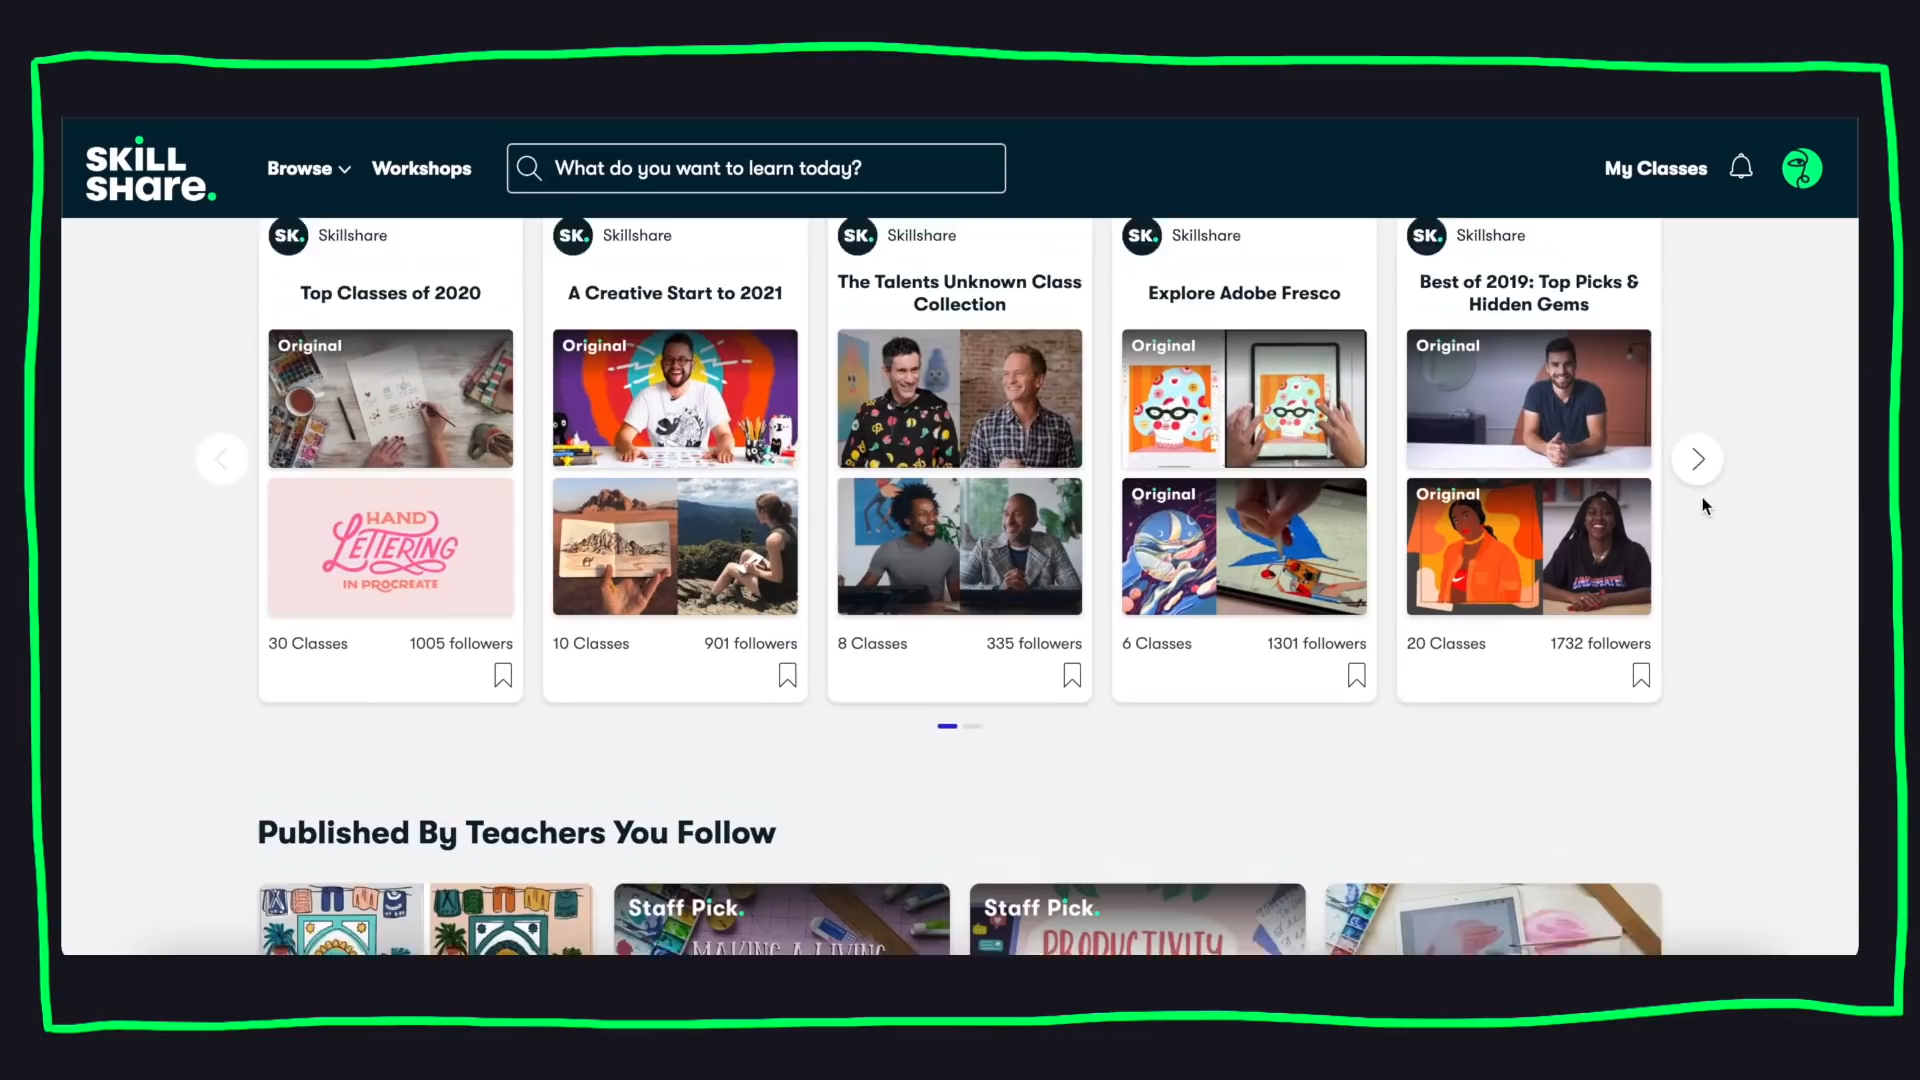 SKiLL
SHare.
Browse
Workshops
What do you want to learn today?
My Classes
SK. Skillshare
SK. Skillshare
SK. Skillshare
SK. Skillshare
SK. Skillshare
Top Classes of 2020
A Creative Start to 2021
The Talents Unknown Class
Collection
Explore Adobe Fresco
Best of 2019: Top Picks &
Hidden Gems
Original
Original
Original
Original
HAND
LETTERING
IN PROCREATE
Original
Original
30 Classes
1005 followers
10 Classes
901 followers
8 Classes
335 followers
6 Classes
1301 followers
20 Classes
1732 followers
Published By Teachers You Follow
Staff Pick.
MAKING A LIVING
Staff Pick.
PRODUCTIVITY